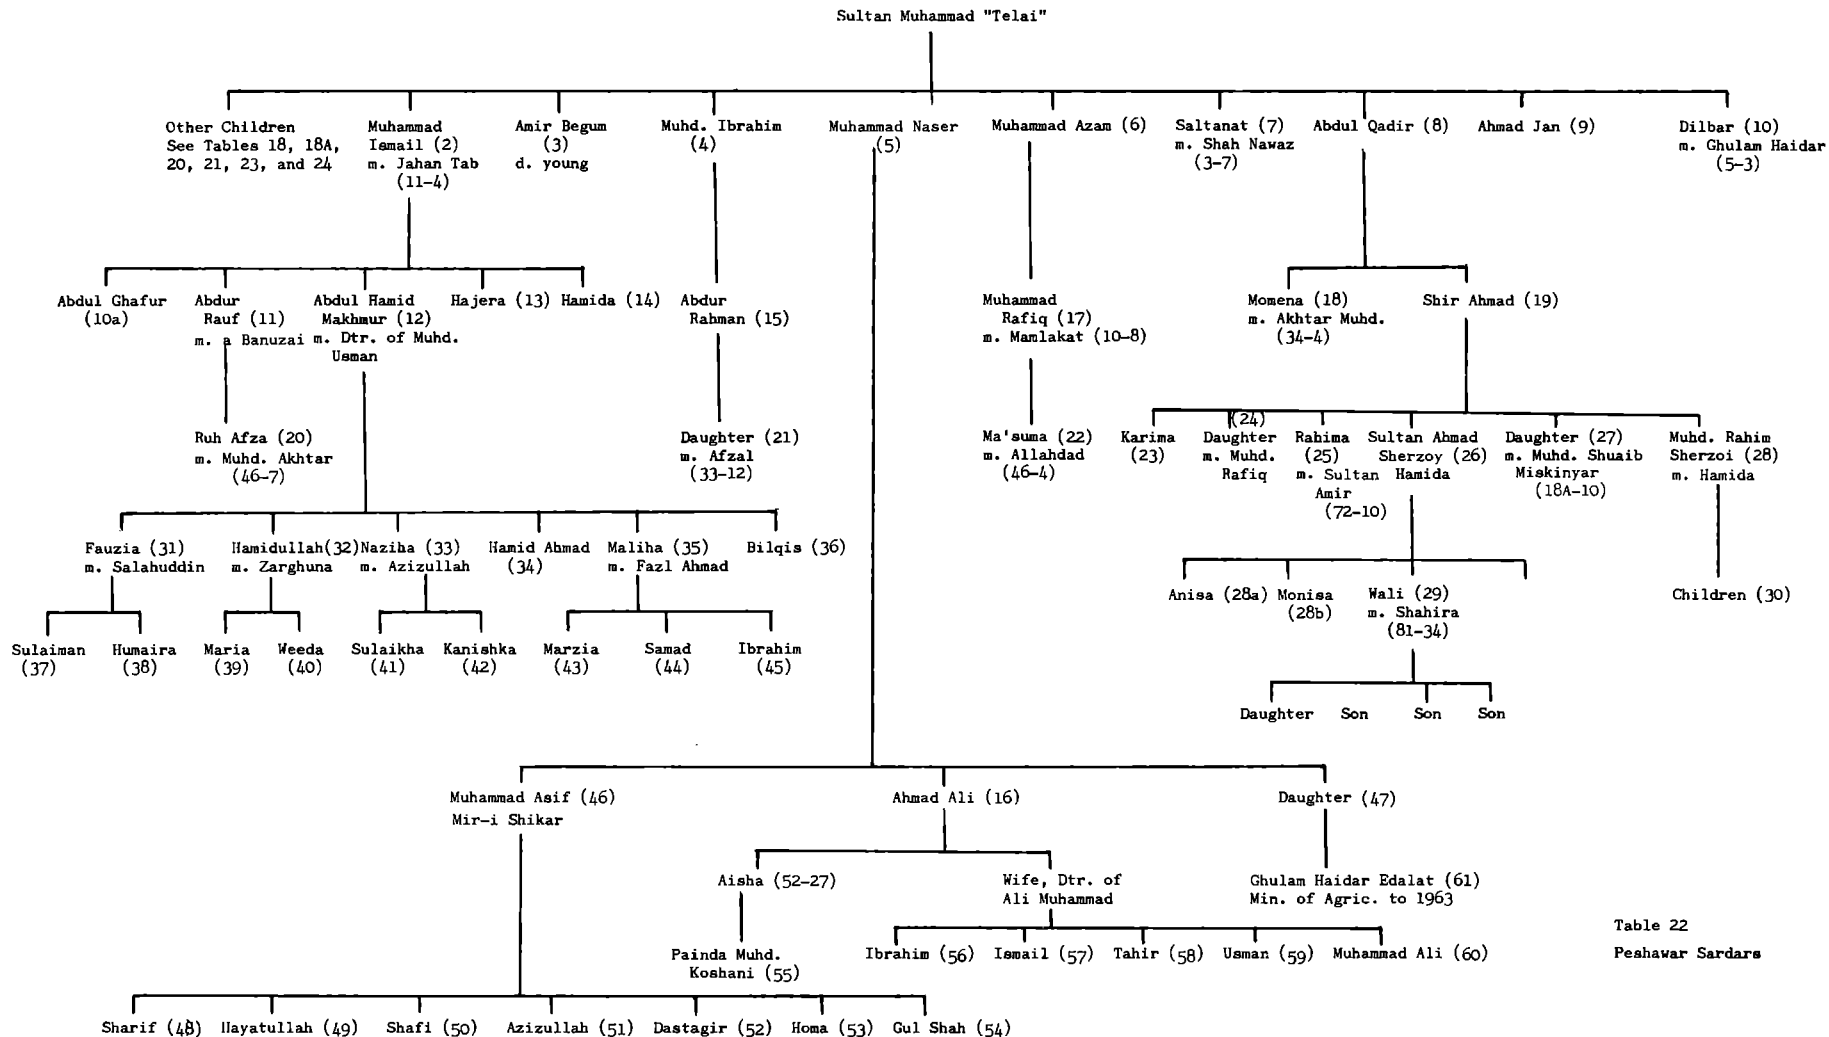 Sultan Muhammad "Telai"
Other Children
See Tables 18, 18A,
20, 21, 23, and 24
Muhammad
Ismail (2)
m. Jahan Tab
(11-4)
Amir Begum
(3)
d. young
Muhd. Ibrahim
(4)
Muhammad Naser
(5)
Muhammad Azam (6)
Saltanat (7)
m. Shah Nawaz
(3-7)
Abdul Qadir (8)
Ahmad Jan (9)
Dilbar (10)
m. Ghulam Haidar
(5-3)
Abdul Ghafur
(10a)
Abdur
Rauf (11)
m. a Banuzai
Abdul Hamid
Makhmur (12)
m. Dtr. of Muhd.
Usman
Hajera (13)
Hamida (14)
Abdur
Rahman (15)
Muhammad
Rafiq (17)
m. Mamlakat (10-8)
Momena (18)
m. Akhtar Muhd.
(34-4)
Shir Ahmad (19)
Ruh Afza (20)
m. Muhd. Akhtar
(46-7)
Daughter (21)
m. Afzal
(33-12)
Ma'suma (22)
m. Allahdad
(46-4)
Karima
(23)
(24)
Daughter
m. Muhd.
Rafiq
Rahima
(25)
m. Sultan
Amir
(72-10)
Sultan Ahmad
Sherzoy (26)
Hamida
Daughter (27)
m. Muhd. Shuaib
Miskinyar
(18A-10)
Muhd. Rahim
Sherzoi (28)
m. Hamida
Fauzia (31)
m. Salahuddin
Hamidullah(32)
m. Zarghuna
Naziha (33)
m. Azizullah
Hamid Ahmad
(34)
Maliha (35)
m. Fazl Ahmad
Bilqis (36)
Anisa (28a)
Monisa
(28b)
Wali (29)
m. Shahira
(81-34)
Children (30)
Sulaiman
(37)
Humaira
(38)
Maria
(39)
Weeda
(40)
Sulaikha
(41)
Kanishka
(42)
Marzia
(43)
Samad
(44)
Ibrahim
(45)
Daughter
Son
Son
Son
Muhammad Asif (46)
Mir-i Shikar
Ahmad Ali (16)
Daughter (47)
Aisha (52-27)
Wife, Dtr. of
Ali Muhammad
Ghulam Haidar Edalat (61)
Min. of Agric. to 1963
Painda Muhd.
Koshani (55)
Ibrahim (56)
Ismail (57)
Tahir (58)
Usman (59)
Muhammad Ali (60)
Table 22
Peshawar Sardars
Sharif (48)
Hayatullah (49)
Shafi (50)
Azizullah (51)
Dastagir (52)
Homa (53)
Gul Shah (54)